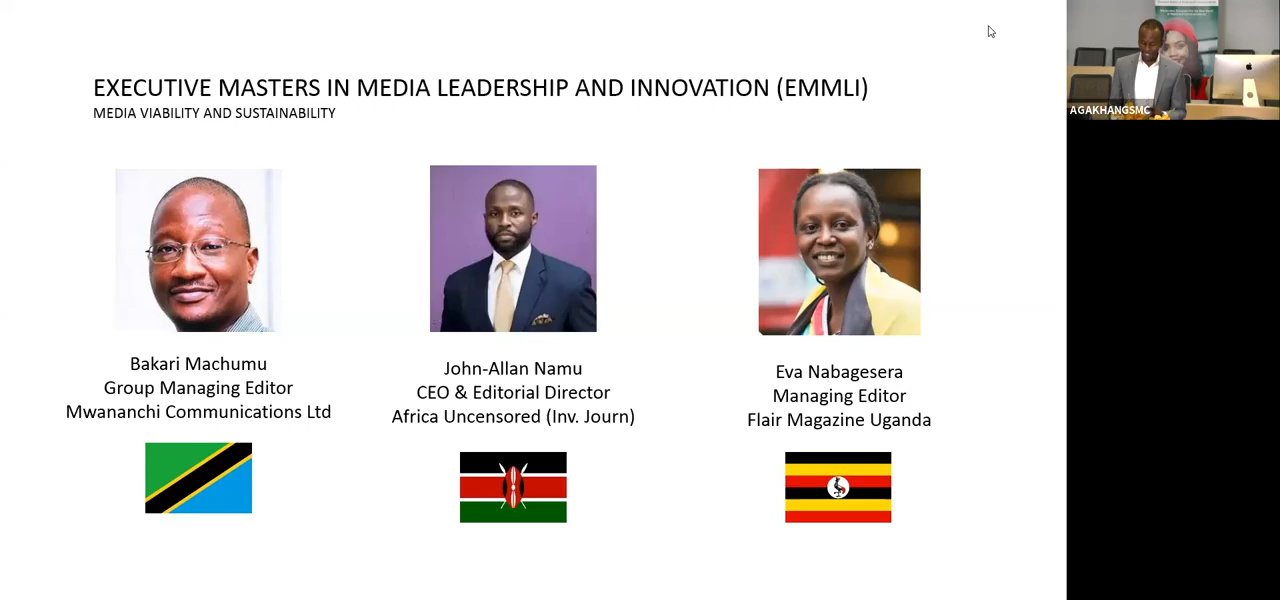 EXECUTIVE MASTERS IN MEDIA LEADERSHIP AND INNOVATION (EMMLI)
MEDIA VIABILITY AND SUSTAINABILITY
Bakari Machumu
Group Managing Editor
Mwananchi Communications Ltd
John-Allan Namu
CEO & Editorial Director
Africa Uncensored (Inv. Journ)
Eva Nabagesera
Managing Editor
Flair Magazine Uganda
AGAKHANGSMC